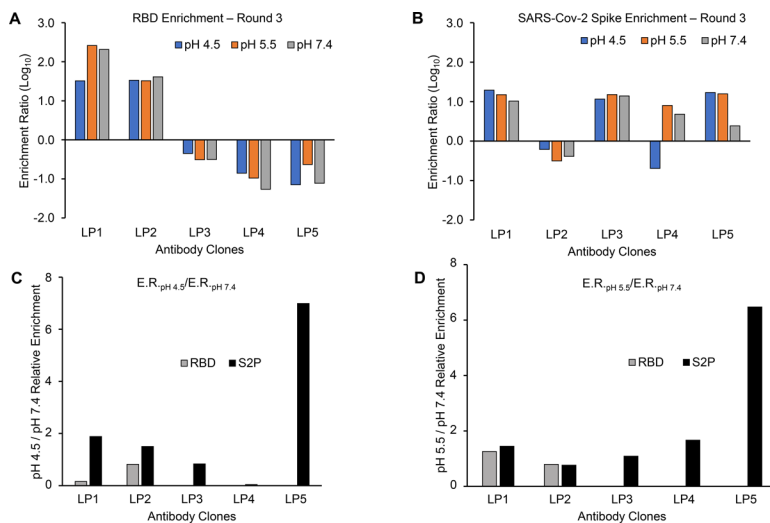 A
RBD Enrichment – Round 3
pH 4.5 pH 5.5 pH 7.4
Enrichment Ratio (Log10)
3.0
2.0
1.0
0.0
-1.0
-2.0
LP1 LP2 LP3 LP4 LP5
Antibody Clones
B
SARS-Cov-2 Spike Enrichment – Round 3
pH 4.5 pH 5.5 pH 7.4
Enrichment Ratio (Log10)
3.0
2.0
1.0
0.0
-1.0
-2.0
LP1 LP2 LP3 LP4 LP5
Antibody Clones
C
E.R.pH 4.5/E.R.pH 7.4
RBD S2P
pH 4.5 / pH 7.4 Relative Enrichment
8
6
4
2
0
LP1 LP2 LP3 LP4 LP5
Antibody Clones
D
E.R.pH 5.5/E.R.pH 7.4
RBD S2P
pH 5.5 / pH 7.4 Relative Enrichment
8
6
4
2
0
LP1 LP2 LP3 LP4 LP5
Antibody Clones